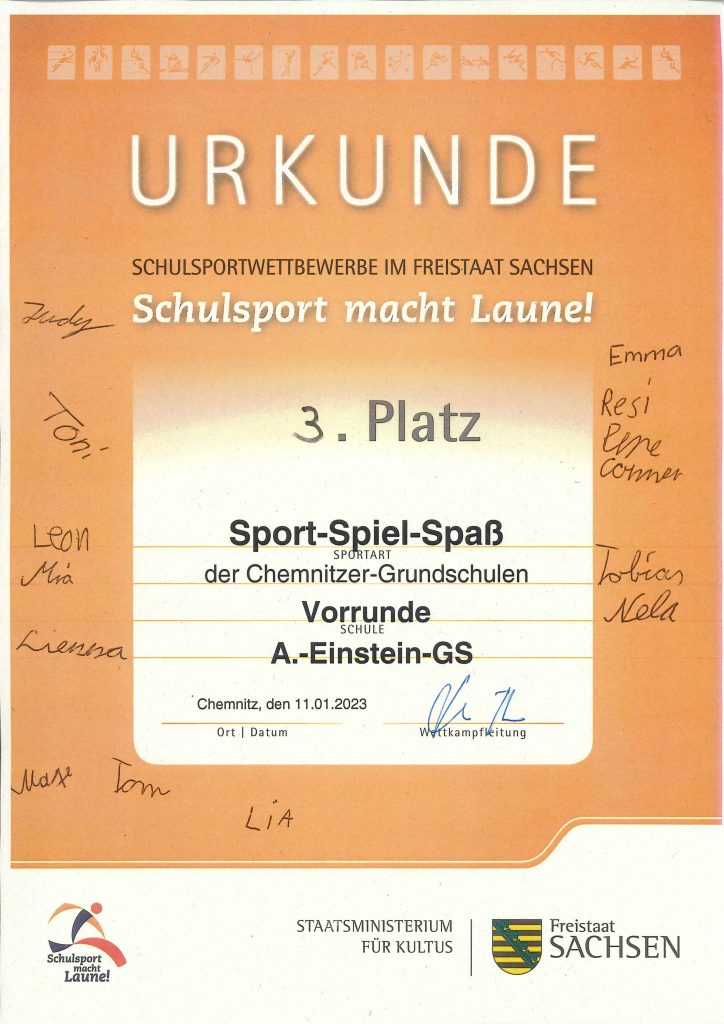 URKUNDE
SCHULSPORTWETTBEWERBE IM FREISTAAT SACHSEN
Schulsport macht Laune!
Judy
Emma
Toni
Resi
3. Platz
Conner
Sport-Spiel-Spaß
SPORTART
Leon
der Chemnitzer-Grundschulen
Tobias
Mia
Vorrunde
Nela
SCHULE
A.-Einstein-GS
Chemnitz, den 11.01.2023
Ort | Datum
Wettkampfleitung
Max
Tom
LiA
Schulsport
macht
Laune!
STAATSMINISTERIUM
FÜR KULTUS
Freistaat
SACHSEN